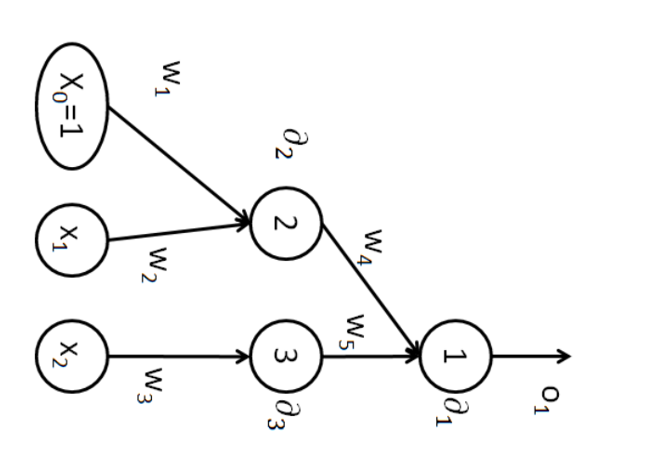 X₀=1
W₁
∂₂
X₁
W₂
2
W₄
X₂
W₃
3
∂₃
W₅
1
∂₁
O₁